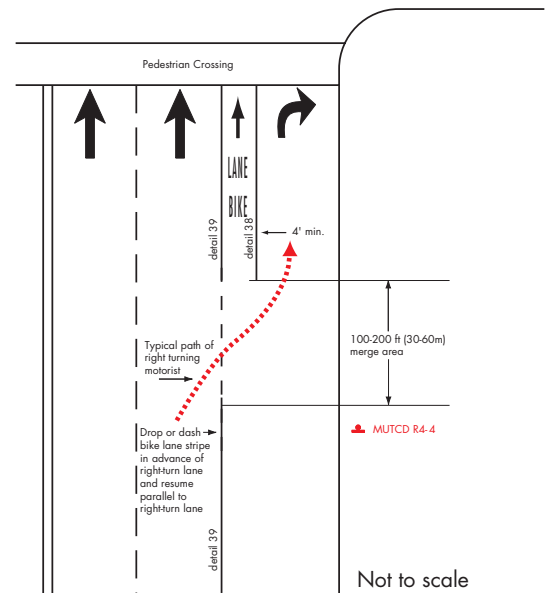 Pedestrian Crossing
LANE
BIKE
detail 39
detail 38
4' min.
Typical path of
right turning
motorist
100-200 ft (30-60m)
merge area
MUTCD R4-4
Drop or dash
bike lane stripe
in advance of
right-turn lane
and resume
parallel to
right-turn lane
detail 39
Not to scale